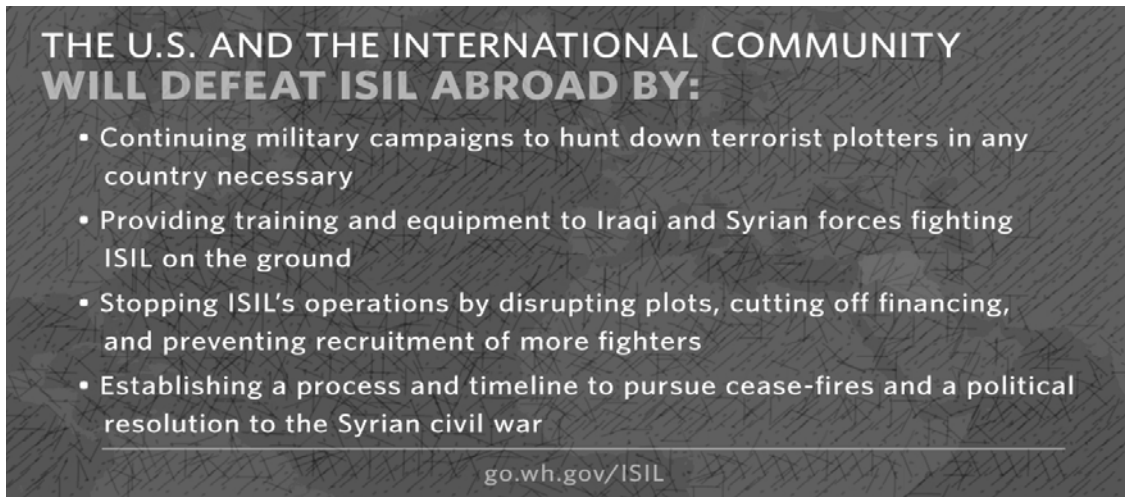 THE U.S. AND THE INTERNATIONAL COMMUNITY
WILL DEFEAT ISIL ABROAD BY:
▪ Continuing military campaigns to hunt down terrorist plotters in any
country necessary
▪ Providing training and equipment to Iraqi and Syrian forces fighting
ISIL on the ground
▪ Stopping ISIL's operations by disrupting plots, cutting off financing,
and preventing recruitment of more fighters
▪ Establishing a process and timeline to pursue cease-fires and a political
resolution to the Syrian civil war
go.wh.gov/ISIL